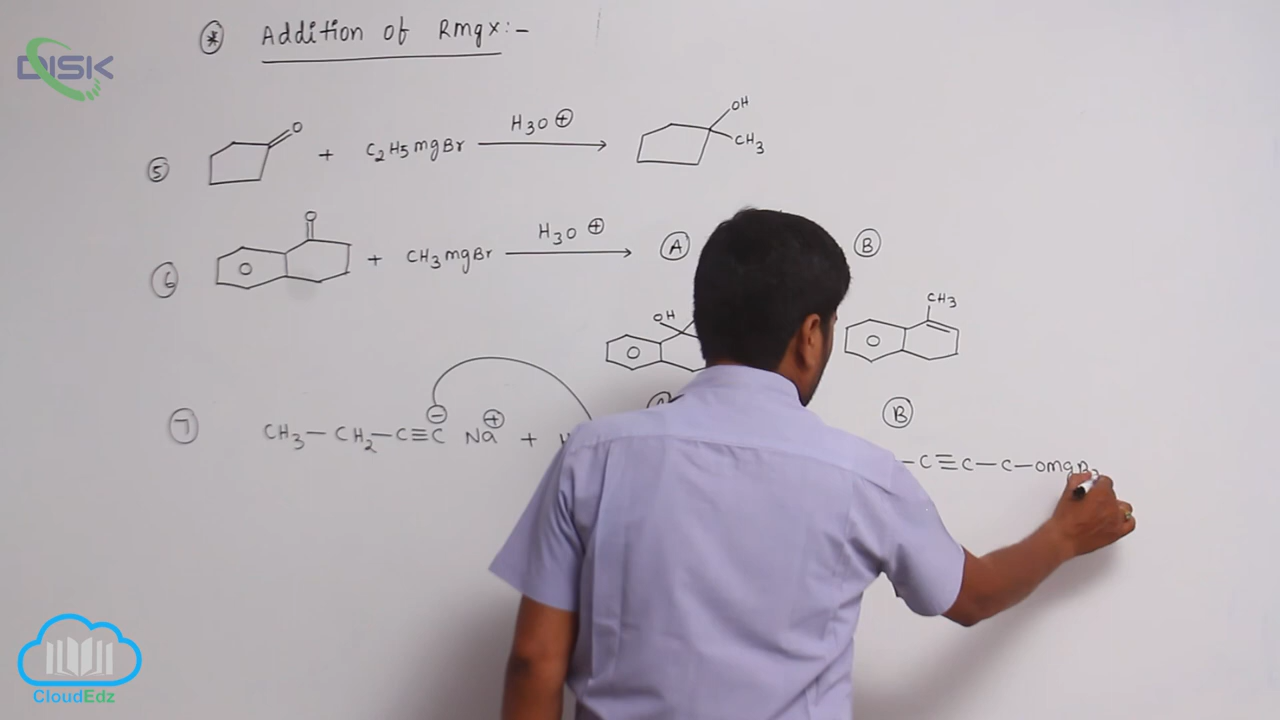 DISK
* Addition of Rmgx:-
5 O + C2H5mgBr H3O+ OH CH3
6 O + CH3mgBr H3O+ A B
OH CH3
7 CH3-CH2-C≡C⊖ Na⊕ + H B
-C≡C-C-OmgB
CloudEdz